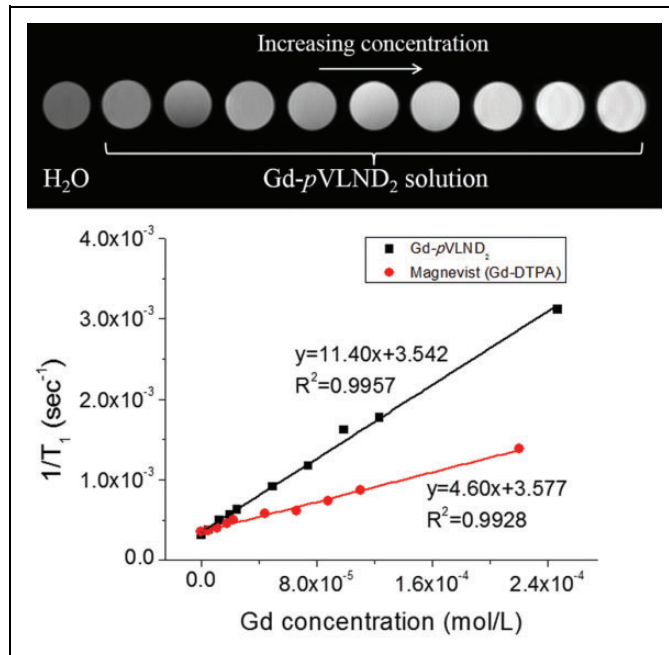 Increasing concentration
H₂O
Gd-pVLND₂ solution
4.0x10⁻³
3.0x10⁻³
2.0x10⁻³
1.0x10⁻³
0.0
1/T₁ (sec⁻¹)
Gd-pVLND₂
Magnevist (Gd-DTPA)
y=11.40x+3.542
R²=0.9957
y=4.60x+3.577
R²=0.9928
0.0 8.0x10⁻⁵ 1.6x10⁻⁴ 2.4x10⁻⁴
Gd concentration (mol/L)